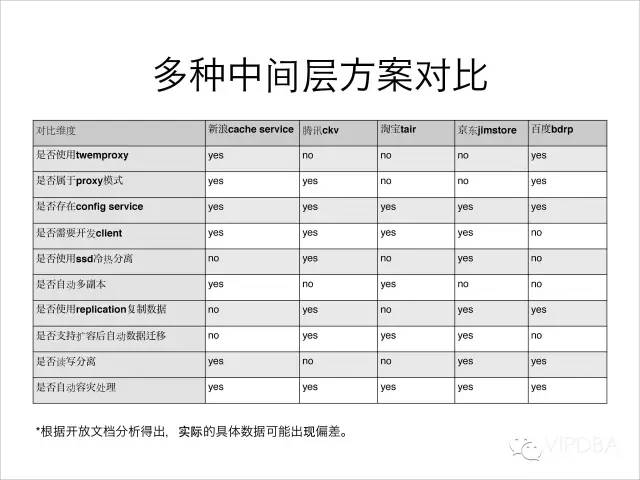 多种中间层方案对比
对比维度 新浪cache service 腾讯ckv 淘宝tair 京东jimstore 百度bdrp
是否使用twemproxy yes no no no yes
是否属于proxy模式 yes yes no no yes
是否存在config service yes yes yes yes yes
是否需要开发client yes yes yes yes no
是否使用ssd冷热分离 no yes no yes no
是否自动多副本 yes no yes no no
是否使用replication复制数据 no yes no yes yes
是否支持扩容后自动数据迁移 no yes yes yes no
是否读写分离 yes no no yes yes
是否自动容灾处理 yes yes yes yes yes
*根据开放文档分析得出，实际的具体数据可能出现偏差。
VIPDBA